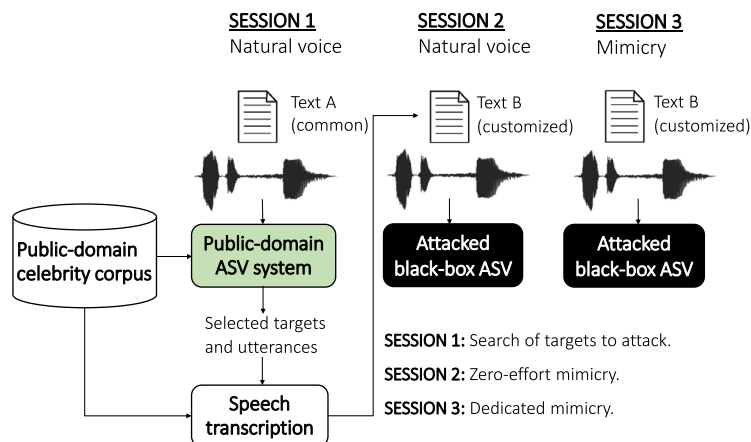 SESSION 1
Natural voice
SESSION 2
Natural voice
SESSION 3
Mimicry
Text A
(common)
Text B
(customized)
Text B
(customized)
Public-domain
celebrity corpus
Public-domain
ASV system
Attacked
black-box ASV
Attacked
black-box ASV
Selected targets
and utterances
Speech
transcription
SESSION 1: Search of targets to attack.
SESSION 2: Zero-effort mimicry.
SESSION 3: Dedicated mimicry.